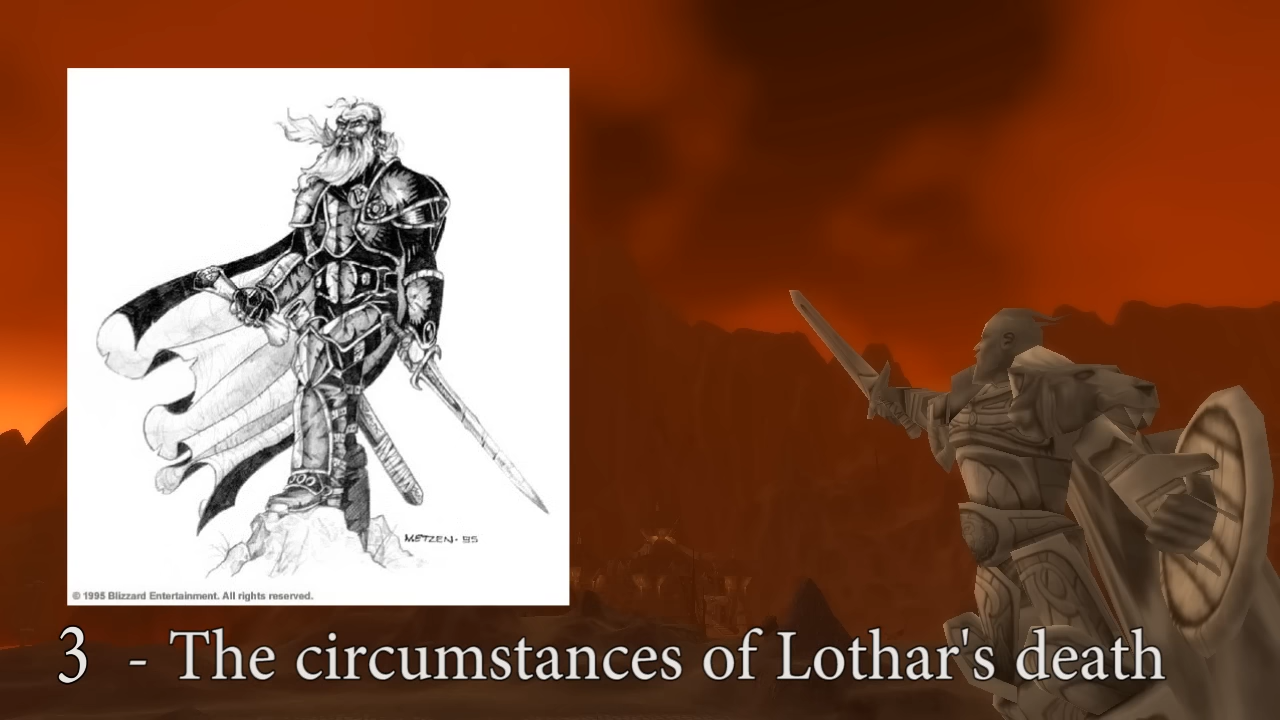 METZEN · 95
© 1995 Blizzard Entertainment. All rights reserved.
3 - The circumstances of Lothar's death